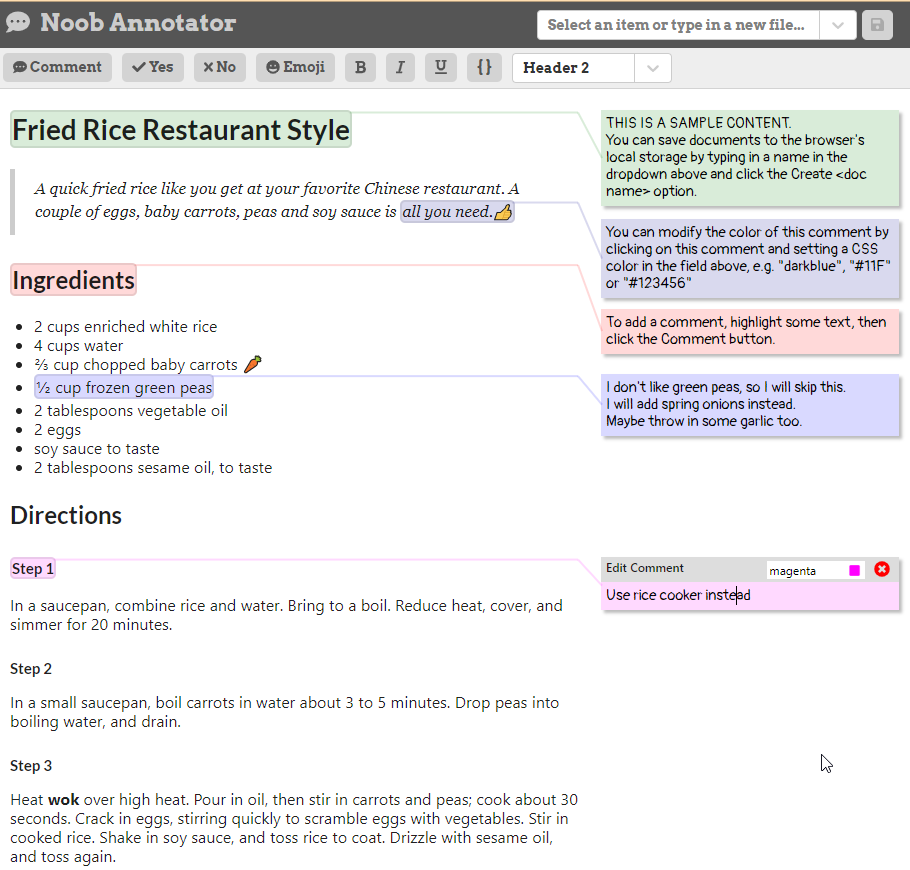 Noob Annotator
Select an item or type in a new file...
Comment Yes No Emoji B I U {} Header 2
Fried Rice Restaurant Style
A quick fried rice like you get at your favorite Chinese restaurant. A
couple of eggs, baby carrots, peas and soy sauce is all you need.👍
Ingredients
2 cups enriched white rice
4 cups water
⅔ cup chopped baby carrots 🥕
½ cup frozen green peas
2 tablespoons vegetable oil
2 eggs
soy sauce to taste
2 tablespoons sesame oil, to taste
Directions
Step 1
In a saucepan, combine rice and water. Bring to a boil. Reduce heat, cover, and
simmer for 20 minutes.
Step 2
In a small saucepan, boil carrots in water about 3 to 5 minutes. Drop peas into
boiling water, and drain.
Step 3
Heat wok over high heat. Pour in oil, then stir in carrots and peas; cook about 30
seconds. Crack in eggs, stirring quickly to scramble eggs with vegetables. Stir in
cooked rice. Shake in soy sauce, and toss rice to coat. Drizzle with sesame oil,
and toss again.
THIS IS A SAMPLE CONTENT.
You can save documents to the browser's
local storage by typing in a name in the
dropdown above and click the Create <doc
name> option.
You can modify the color of this comment by
clicking on this comment and setting a CSS
color in the field above, e.g. "darkblue", "#11F"
or "#123456"
To add a comment, highlight some text, then
click the Comment button.
I don't like green peas, so I will skip this.
I will add spring onions instead.
Maybe throw in some garlic too.
Edit Comment magenta
Use rice cooker instead